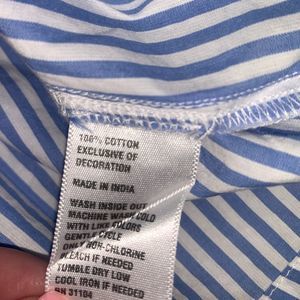 100% COTTON
EXCLUSIVE OF
DECORATION
MADE IN INDIA
WASH INSIDE OUT
MACHINE WASH COLD
WITH LIKE COLORS
GENTLE CYCLE
ONLY NON-CHLORINE
BLEACH IF NEEDED
TUMBLE DRY LOW
COOL IRON IF NEEDED
RN 31104